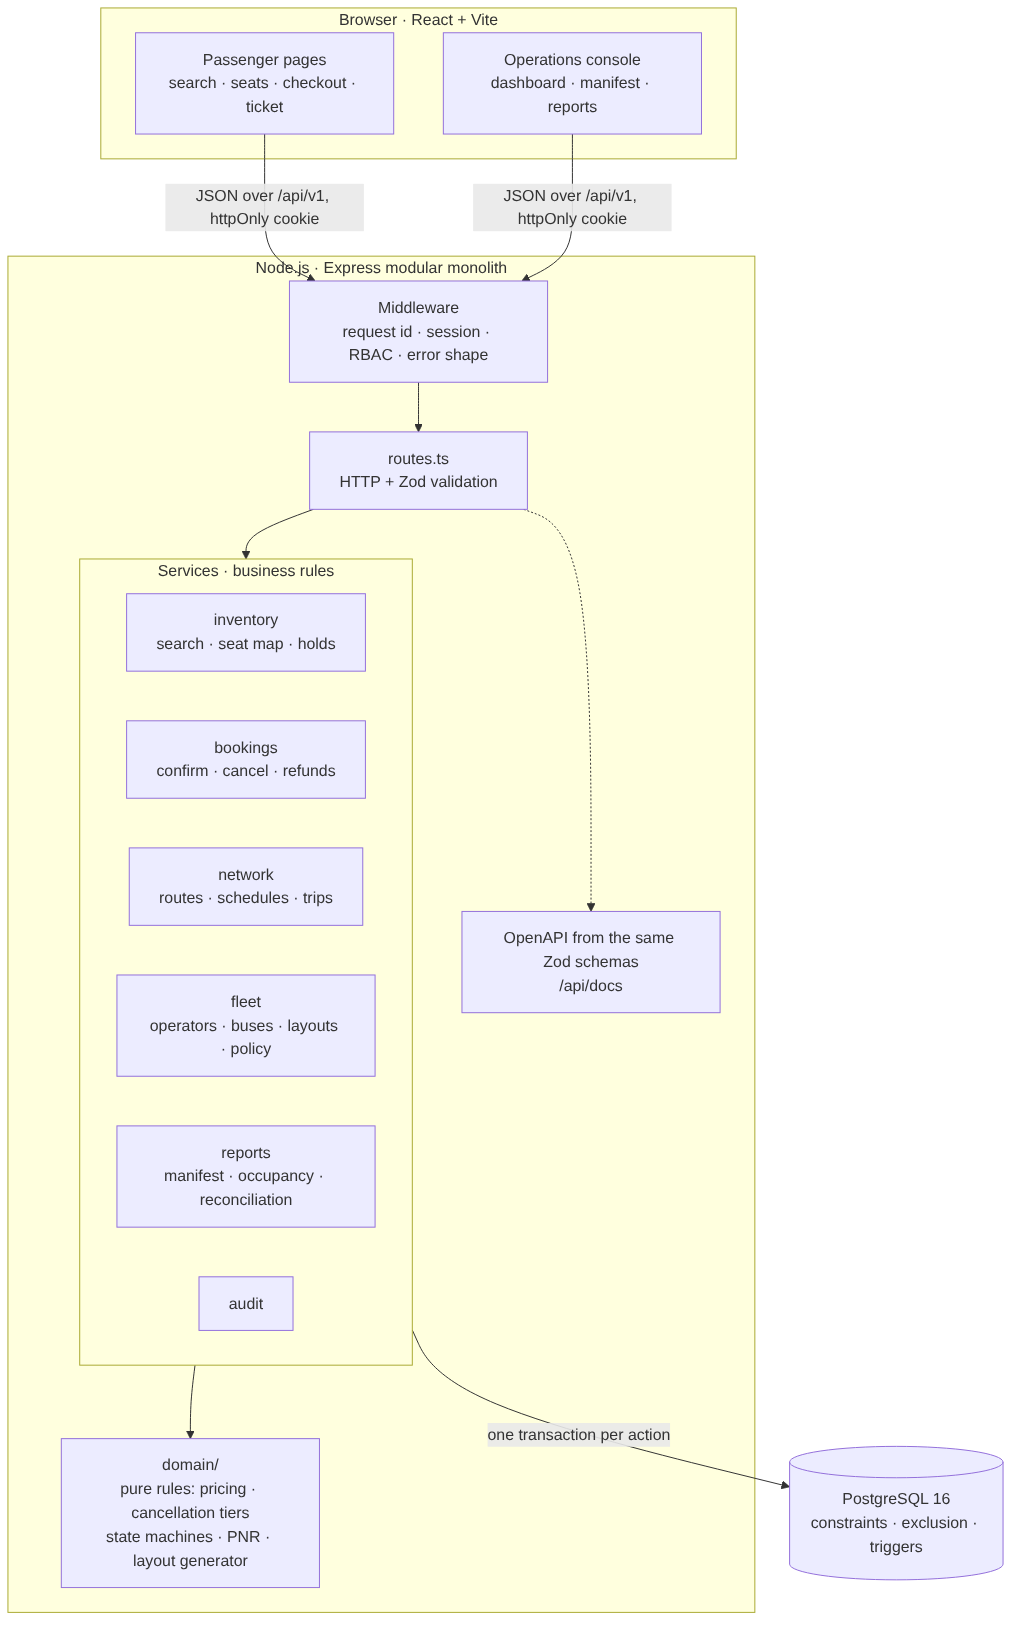 Browser · React + Vite
Passenger pages
search · seats · checkout ·
ticket
Operations console
dashboard · manifest ·
reports
JSON over /api/v1,
httpOnly cookie
JSON over /api/v1,
httpOnly cookie
Node.js · Express modular monolith
Middleware
request id · session ·
RBAC · error shape
routes.ts
HTTP + Zod validation
Services · business rules
inventory
search · seat map · holds
bookings
confirm · cancel · refunds
network
routes · schedules · trips
fleet
operators · buses · layouts
· policy
reports
manifest · occupancy ·
reconciliation
audit
OpenAPI from the same
Zod schemas
/api/docs
one transaction per action
domain/
pure rules: pricing ·
cancellation tiers
state machines · PNR ·
layout generator
PostgreSQL 16
constraints · exclusion ·
triggers